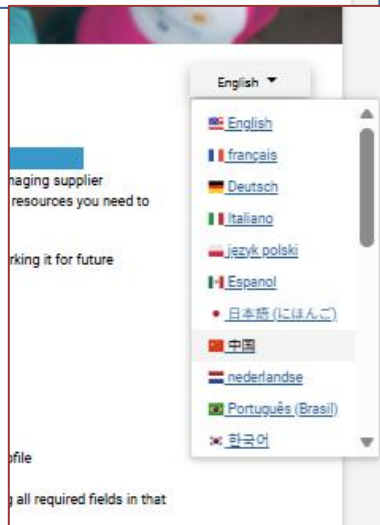 English
English
français
Deutsch
Italiano
język polski
Espanol
日本語 (にほんご)
中国
nederlandse
Português (Brasil)
한국어
naging supplier
resources you need to
rking it for future
ofile
g all required fields in that